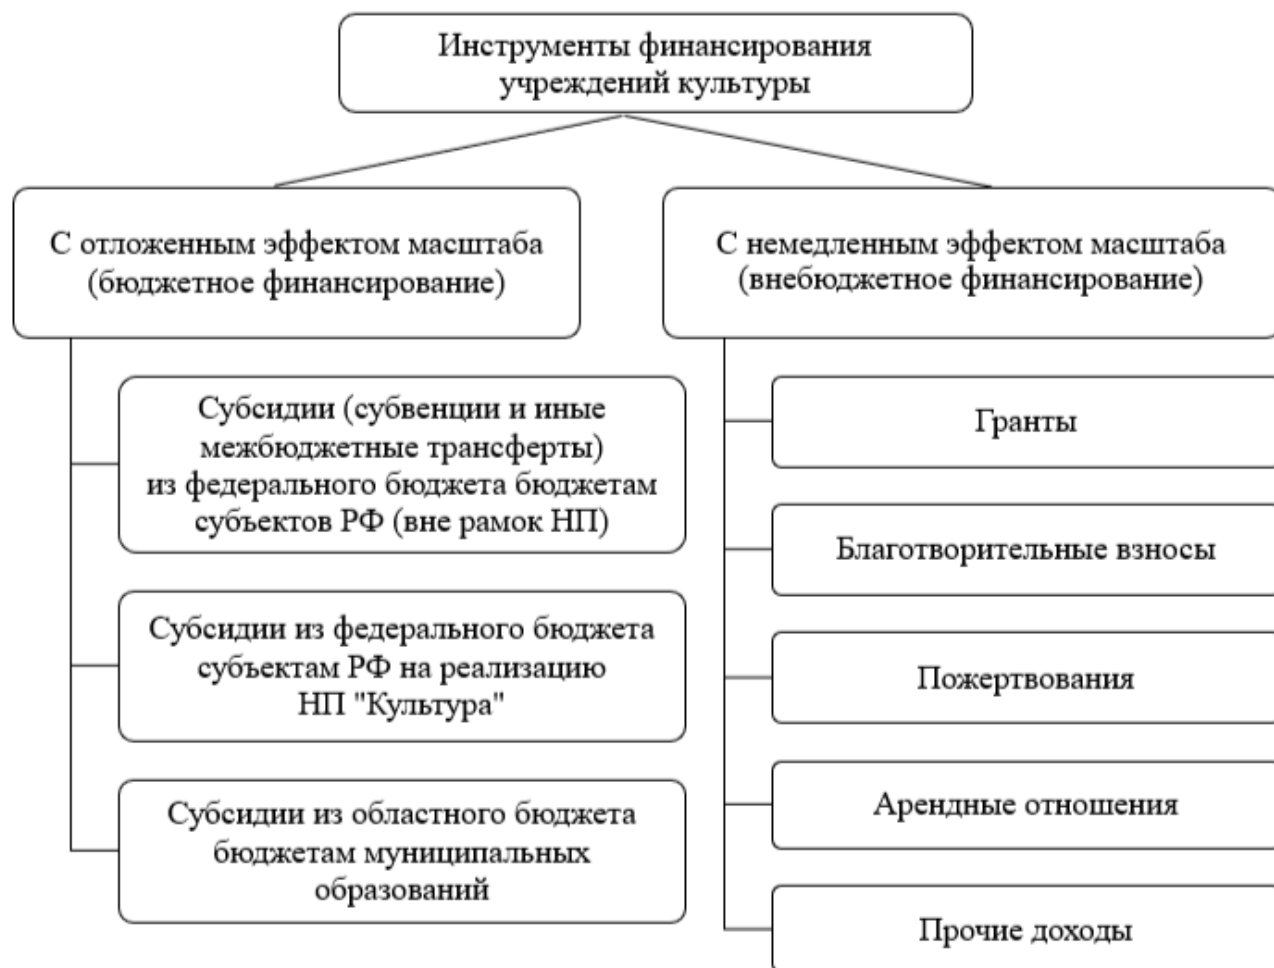 Инструменты финансирования
учреждений культуры
С отложенным эффектом масштаба
(бюджетное финансирование)
Субсидии (субвенции и иные
межбюджетные трансферты)
из федерального бюджета бюджетам
субъектов РФ (вне рамок НП)
Субсидии из федерального бюджета
субъектам РФ на реализацию
НП "Культура"
Субсидии из областного бюджета
бюджетам муниципальных
образований
С немедленным эффектом масштаба
(внебюджетное финансирование)
Гранты
Благотворительные взносы
Пожертвования
Арендные отношения
Прочие доходы